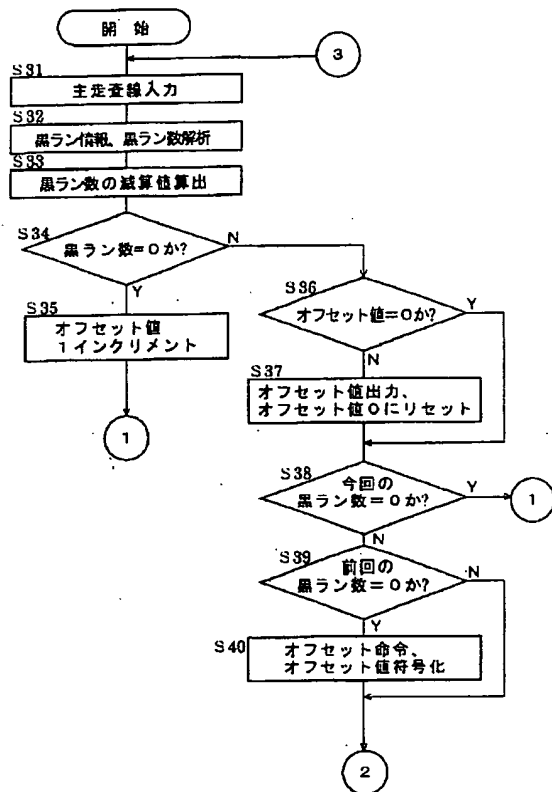 開始
3
S31
主走査線入力
S32
黒ラン情報、黒ラン数解析
S33
黒ラン数の減算値算出
S34
黒ラン数=0か?
N
Y
S35
オフセット値
1インクリメント
1
S36
オフセット値=0か?
Y
N
S37
オフセット値出力、
オフセット値0にリセット
S38
今回の
黒ラン数=0か?
Y
1
N
S39
前回の
黒ラン数=0か?
N
Y
S40
オフセット命令、
オフセット値符号化
2